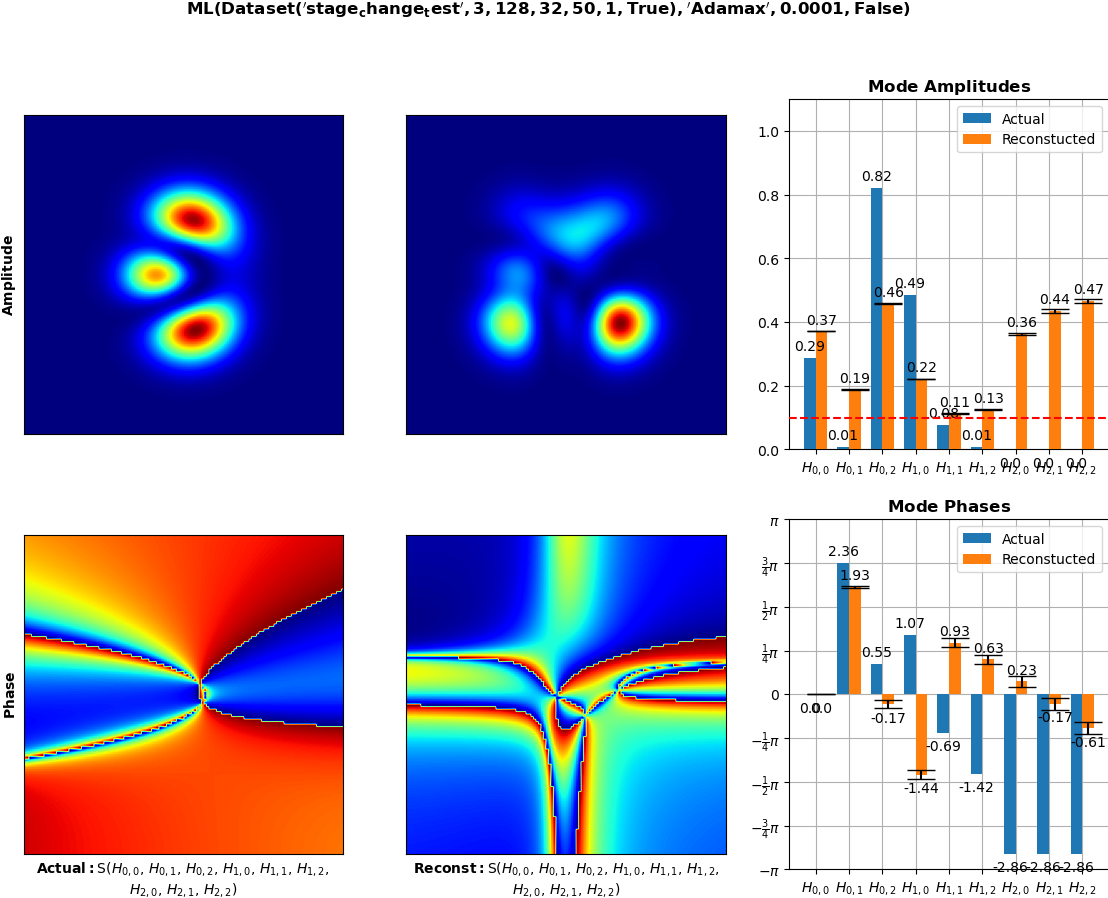 ML(Dataset('stage_change_test', 3, 128, 32, 50, 1, True), 'Adamax', 0.0001, False)
Amplitude
Mode Amplitudes
Actual
Reconstucted
1.0
0.8
0.6
0.4
0.2
0.0
0.29
0.37
0.01
0.19
0.82
0.46
0.49
0.22
0.08
0.11
0.01
0.13
0.0
0.36
0.0
0.44
0.0
0.47
H0,0 H0,1 H0,2 H1,0 H1,1 H1,2 H2,0 H2,1 H2,2
Phase
Mode Phases
Actual
Reconstucted
π
3/4π
1/2π
1/4π
0
−1/4π
−1/2π
−3/4π
−π
0.0
0.0
2.36
1.93
0.55
-0.17
1.07
-1.44
-0.69
0.93
-1.42
0.63
-2.86
0.23
-2.86
-0.17
-2.86
-0.61
H0,0 H0,1 H0,2 H1,0 H1,1 H1,2 H2,0 H2,1 H2,2
Actual:S(H0,0, H0,1, H0,2, H1,0, H1,1, H1,2,
H2,0, H2,1, H2,2)
Reconst:S(H0,0, H0,1, H0,2, H1,0, H1,1, H1,2,
H2,0, H2,1, H2,2)